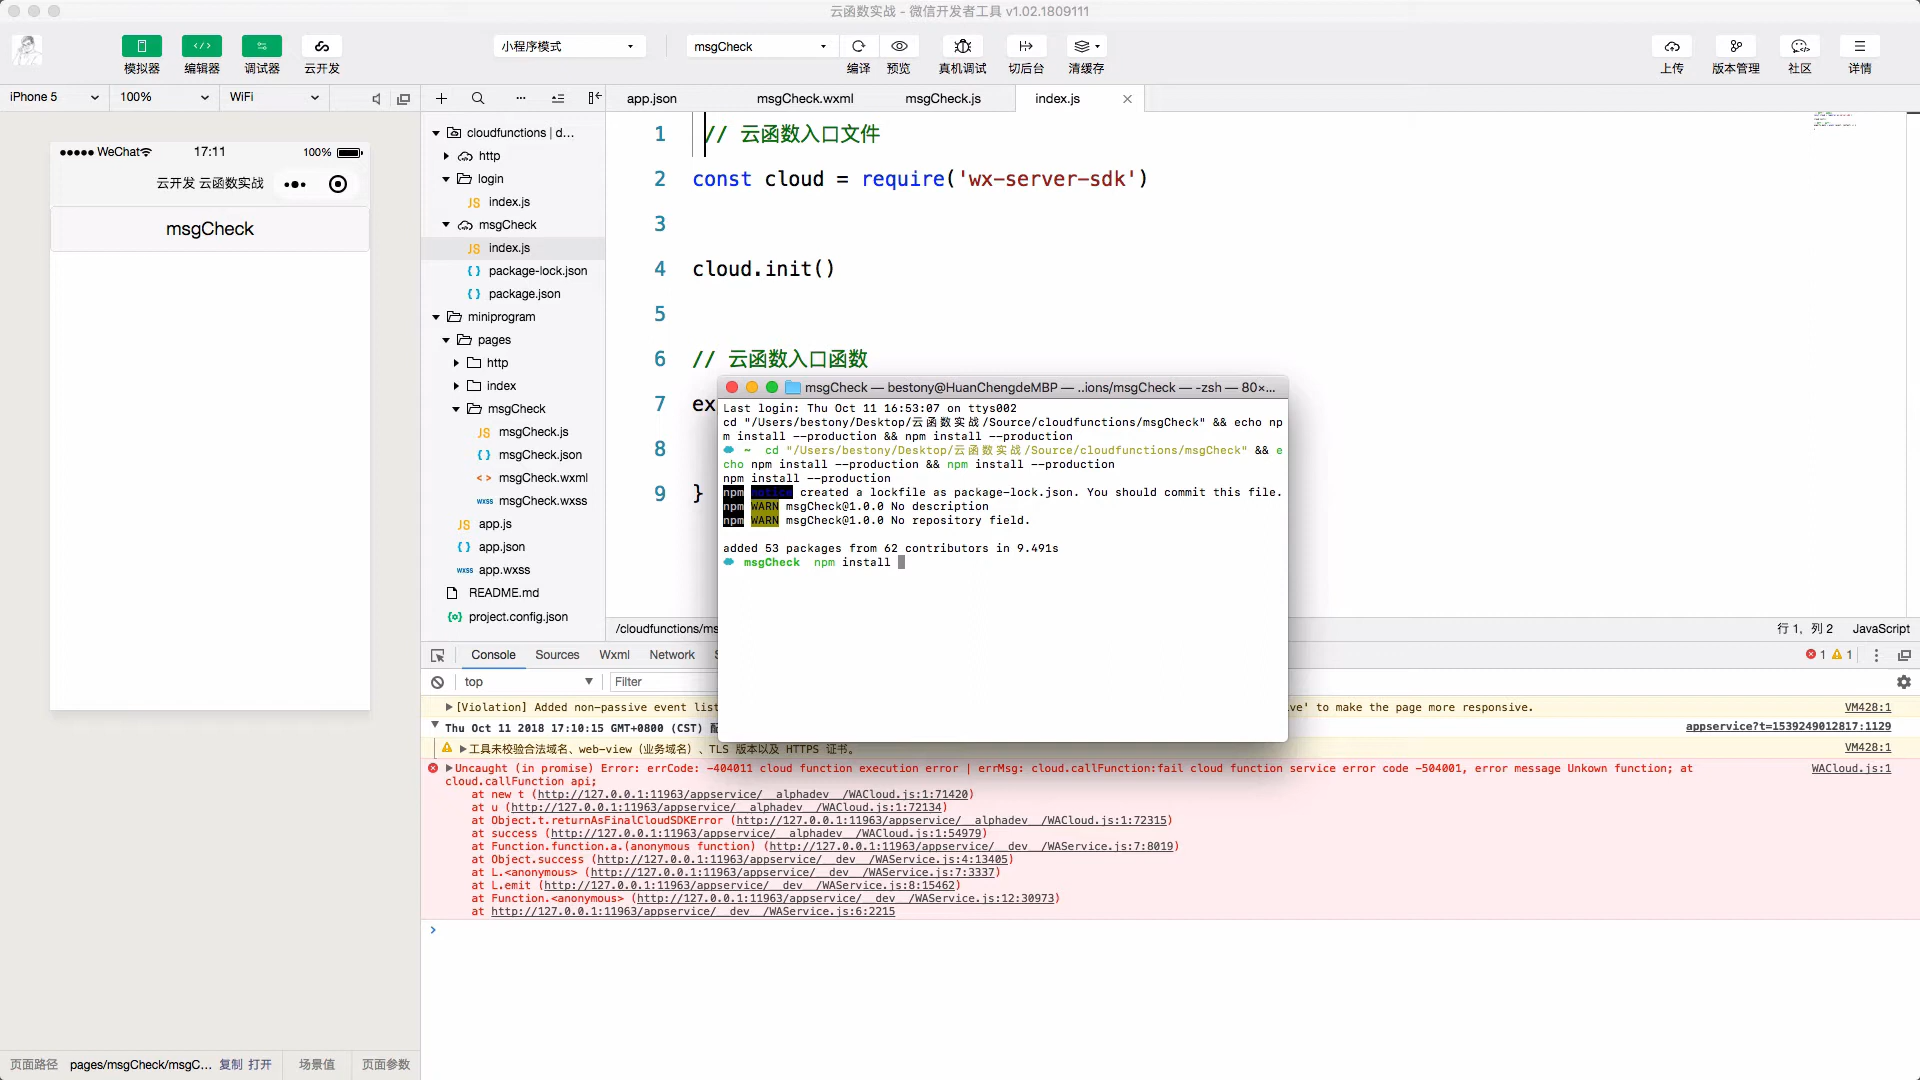 云函数实战 - 微信开发者工具 v1.02.1809111
模拟器
编辑器
调试器
云开发
小程序模式
msgCheck
编译
预览
真机调试
切后台
清缓存
上传
版本管理
社区
详情
iPhone 5
100%
WiFi
app.json
msgCheck.wxml
msgCheck.js
index.js
●●●●● WeChat
17:11
100%
云开发 云函数实战
msgCheck
cloudfunctions | d...
http
login
JS index.js
msgCheck
JS index.js
{ } package-lock.json
{ } package.json
miniprogram
pages
http
index
msgCheck
JS msgCheck.js
{ } msgCheck.json
< > msgCheck.wxml
wxss msgCheck.wxss
JS app.js
{ } app.json
wxss app.wxss
README.md
{o} project.config.json
1 // 云函数入口文件
2 const cloud = require('wx-server-sdk')
3
4 cloud.init()
5
6 // 云函数入口函数
7 ex
8
9 }
msgCheck — bestony@HuanChengdeMBP — ..ions/msgCheck — -zsh — 80×...
Last login: Thu Oct 11 16:53:07 on ttys002
cd "/Users/bestony/Desktop/云函数实战/Source/cloudfunctions/msgCheck" && echo np
m install --production && npm install --production
~ cd "/Users/bestony/Desktop/云函数实战/Source/cloudfunctions/msgCheck" && e
cho npm install --production && npm install --production
npm install --production
npm notice created a lockfile as package-lock.json. You should commit this file.
npm WARN msgCheck@1.0.0 No description
npm WARN msgCheck@1.0.0 No repository field.
added 53 packages from 62 contributors in 9.491s
msgCheck npm install
/cloudfunctions/ms
行 1，列 2
JavaScript
Console
Sources
Wxml
Network
1
1
top
Filter
[Violation] Added non-passive event list
ve' to make the page more responsive.
VM428:1
Thu Oct 11 2018 17:10:15 GMT+0800 (CST)
appservice?t=1539249012817:1129
工具未校验合法域名、web-view（业务域名）、TLS 版本以及 HTTPS 证书。
VM428:1
Uncaught (in promise) Error: errCode: -404011 cloud function execution error | errMsg: cloud.callFunction:fail cloud function service error code -504001, error message Unkown function; at
WACloud.js:1
cloud.callFunction api;
at new t (http://127.0.0.1:11963/appservice/__alphadev__/WACloud.js:1:71420)
at u (http://127.0.0.1:11963/appservice/__alphadev__/WACloud.js:1:72134)
at Object.t.returnAsFinalCloudSDKError (http://127.0.0.1:11963/appservice/__alphadev__/WACloud.js:1:72315)
at success (http://127.0.0.1:11963/appservice/__alphadev__/WACloud.js:1:54979)
at Function.function.a.(anonymous function) (http://127.0.0.1:11963/appservice/__dev__/WAService.js:7:8019)
at Object.success (http://127.0.0.1:11963/appservice/__dev__/WAService.js:4:13405)
at L.<anonymous> (http://127.0.0.1:11963/appservice/__dev__/WAService.js:7:3337)
at L.emit (http://127.0.0.1:11963/appservice/__dev__/WAService.js:8:15462)
at Function.<anonymous> (http://127.0.0.1:11963/appservice/__dev__/WAService.js:12:30973)
at http://127.0.0.1:11963/appservice/__dev__/WAService.js:6:2215
页面路径
pages/msgCheck/msgC...
复制
打开
场景值
页面参数